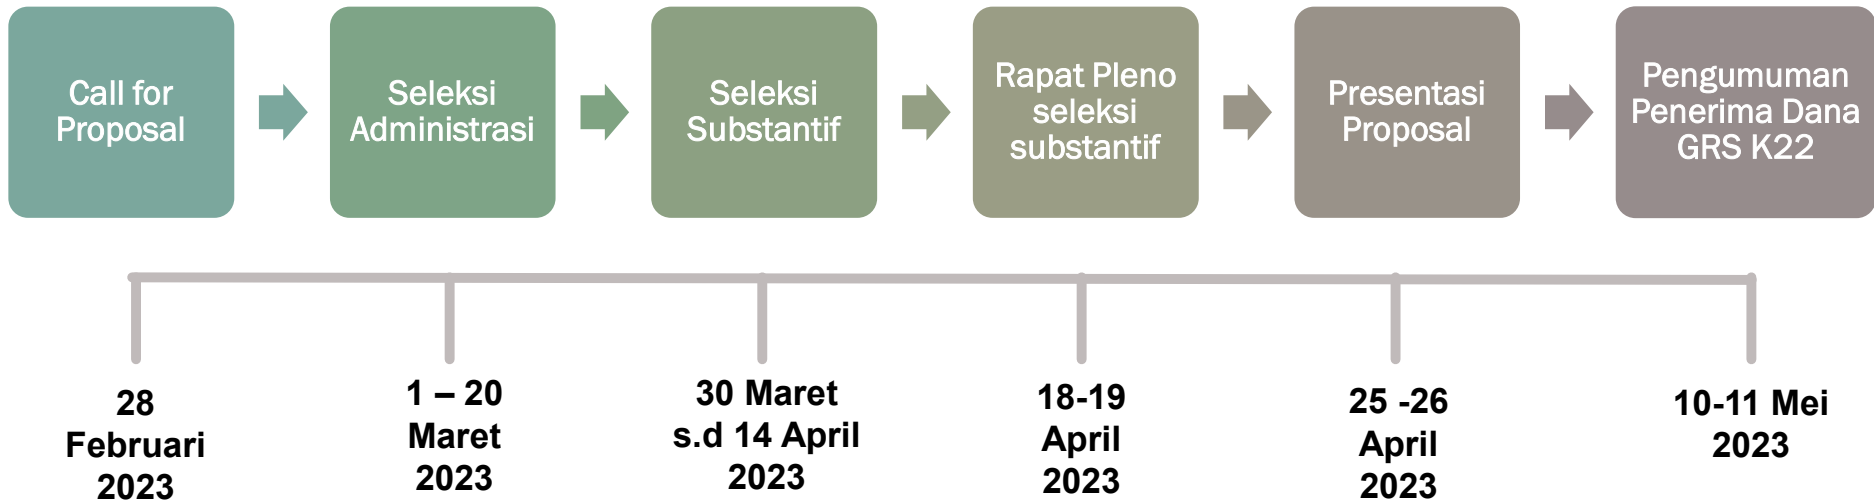 Call for
Proposal
Seleksi
Administrasi
Seleksi
Substantif
Rapat Pleno
seleksi
substantif
Presentasi
Proposal
Pengumuman
Penerima Dana
GRS K22
28
Februari
2023
1 – 20
Maret
2023
30 Maret
s.d 14 April
2023
18-19
April
2023
25 -26
April
2023
10-11 Mei
2023